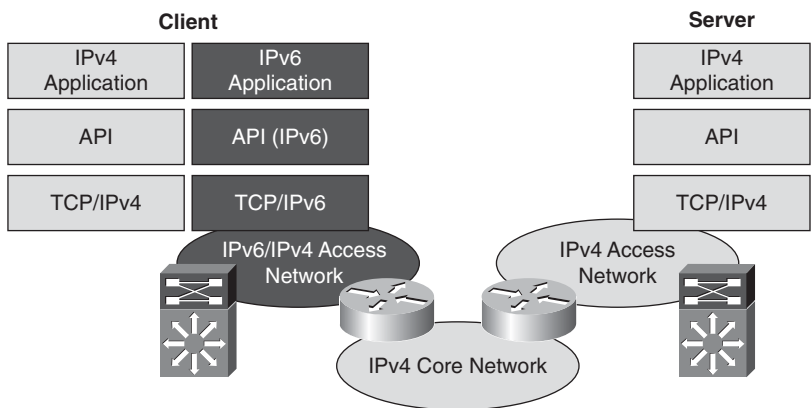 Client
Server
IPv4
Application
IPv6
Application
IPv4
Application
API
API (IPv6)
API
TCP/IPv4
TCP/IPv6
TCP/IPv4
IPv6/IPv4 Access
Network
IPv4 Access
Network
IPv4 Core Network